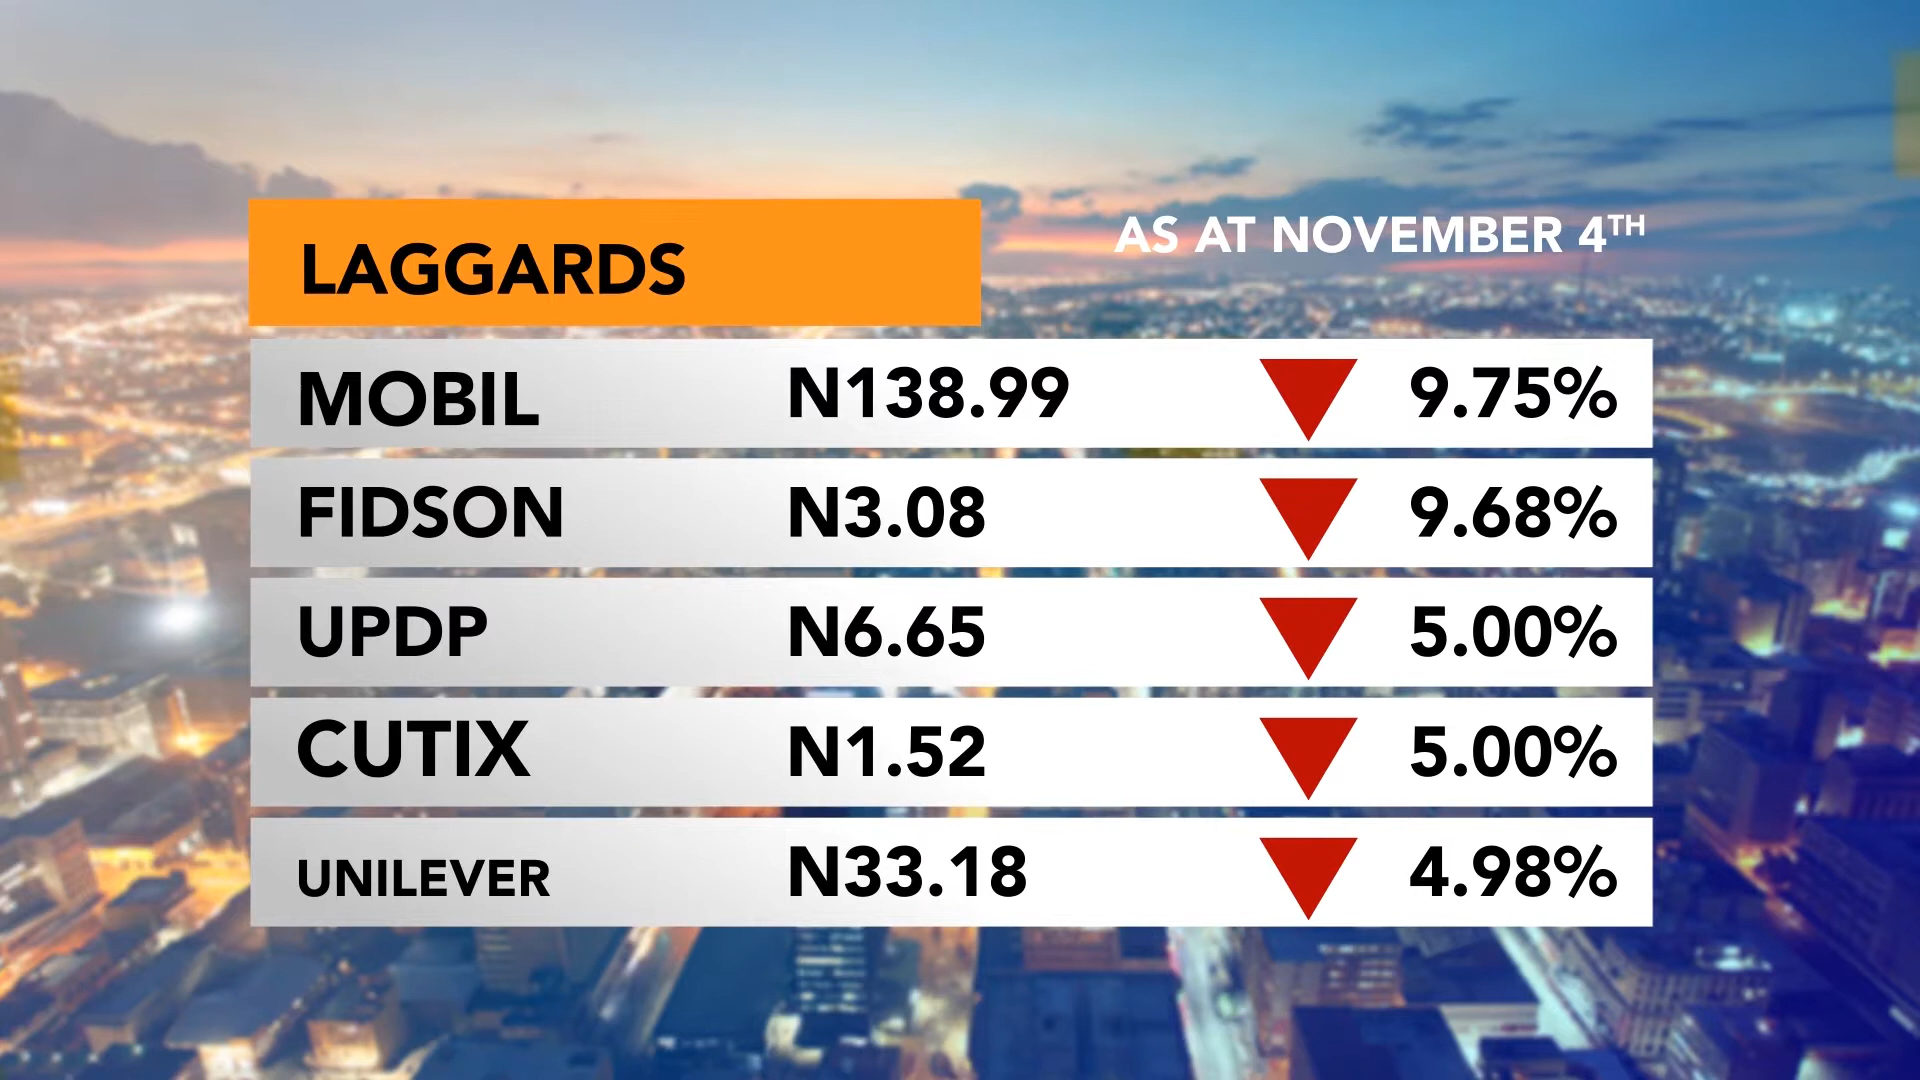 LAGGARDS
AS AT NOVEMBER 4TH
MOBIL N138.99 9.75%
FIDSON N3.08 9.68%
UPDP N6.65 5.00%
CUTIX N1.52 5.00%
UNILEVER N33.18 4.98%